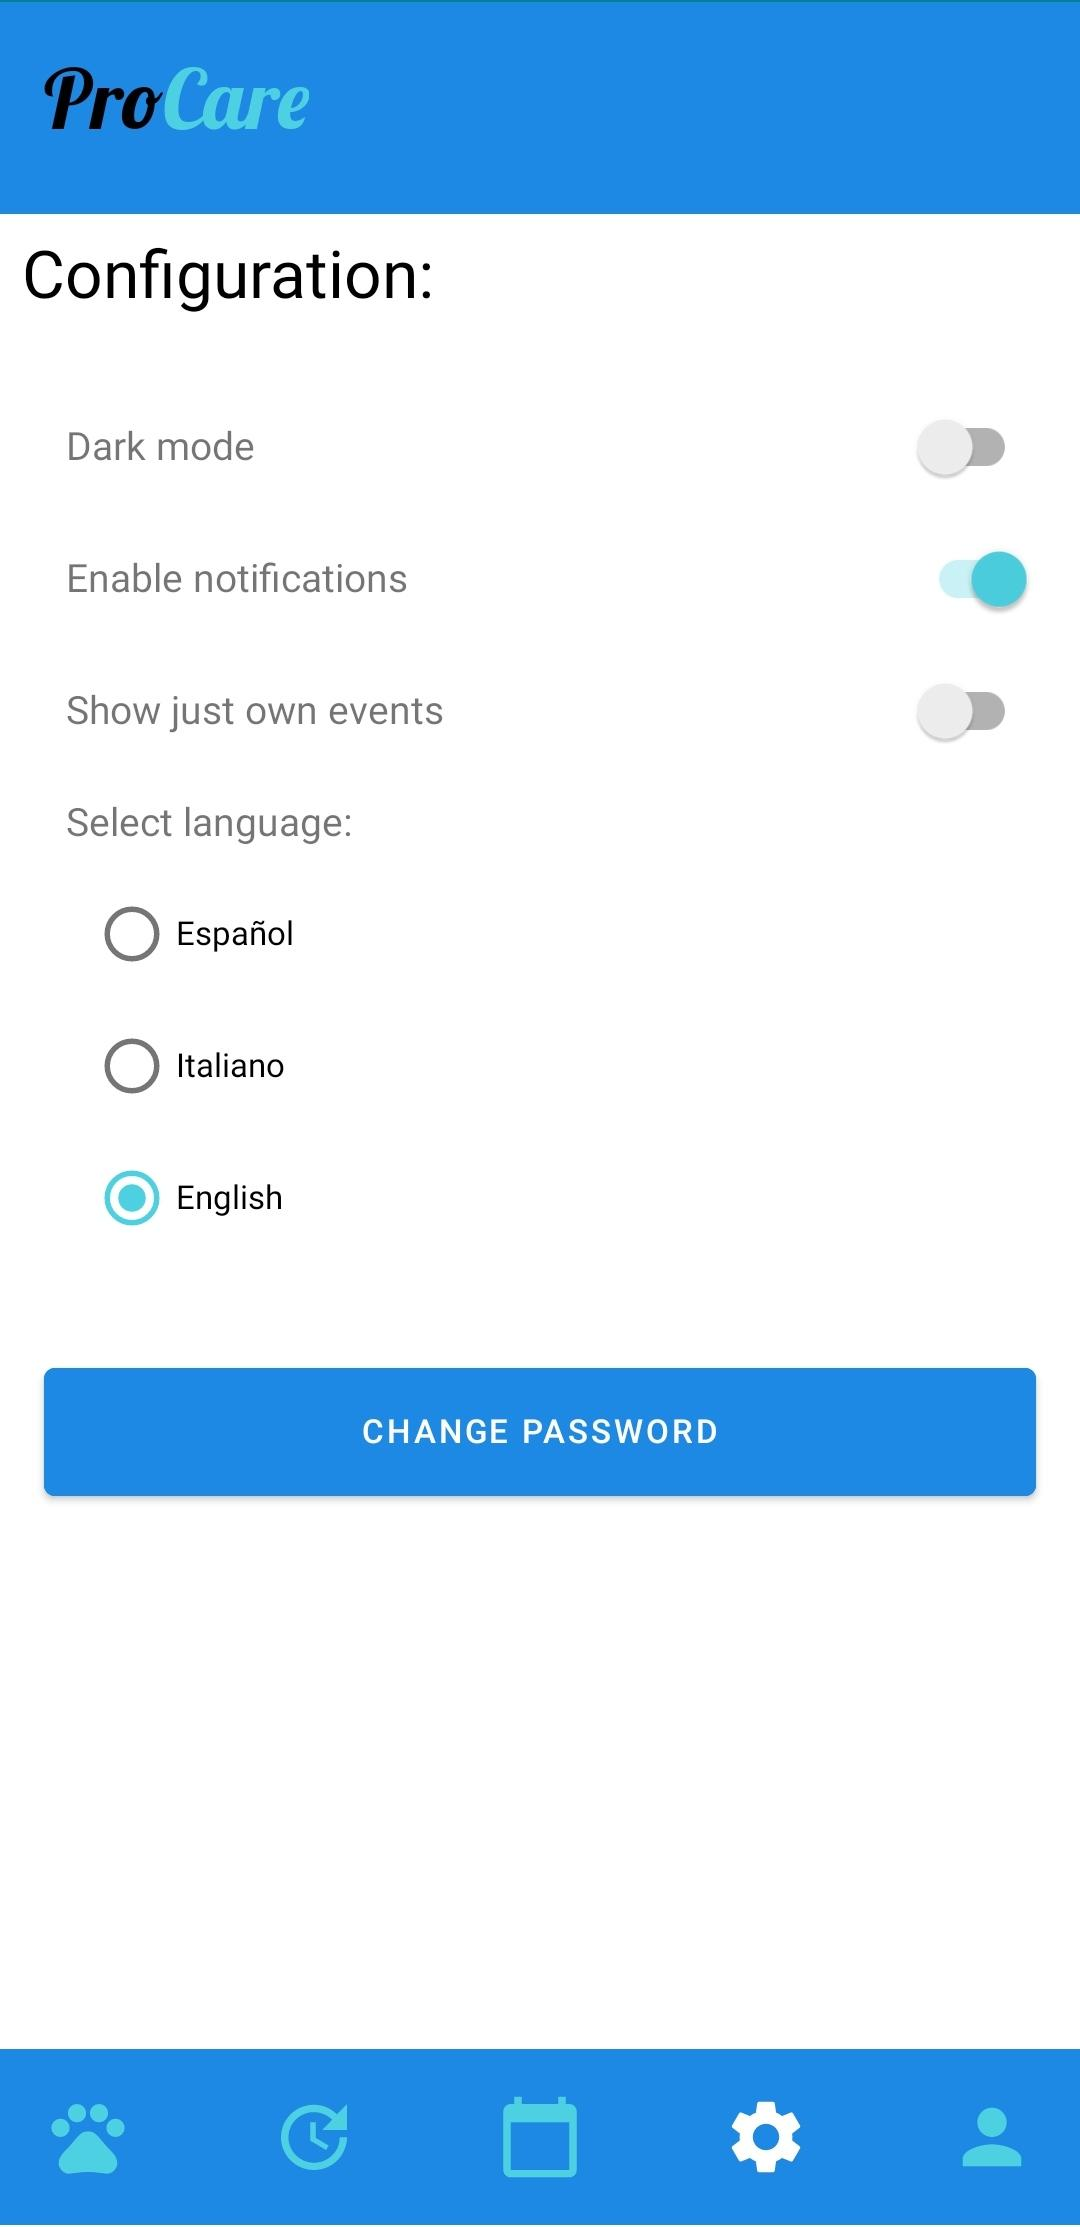 ProCare
Configuration:
Dark mode
Enable notifications
Show just own events
Select language:
Español
Italiano
English
CHANGE PASSWORD